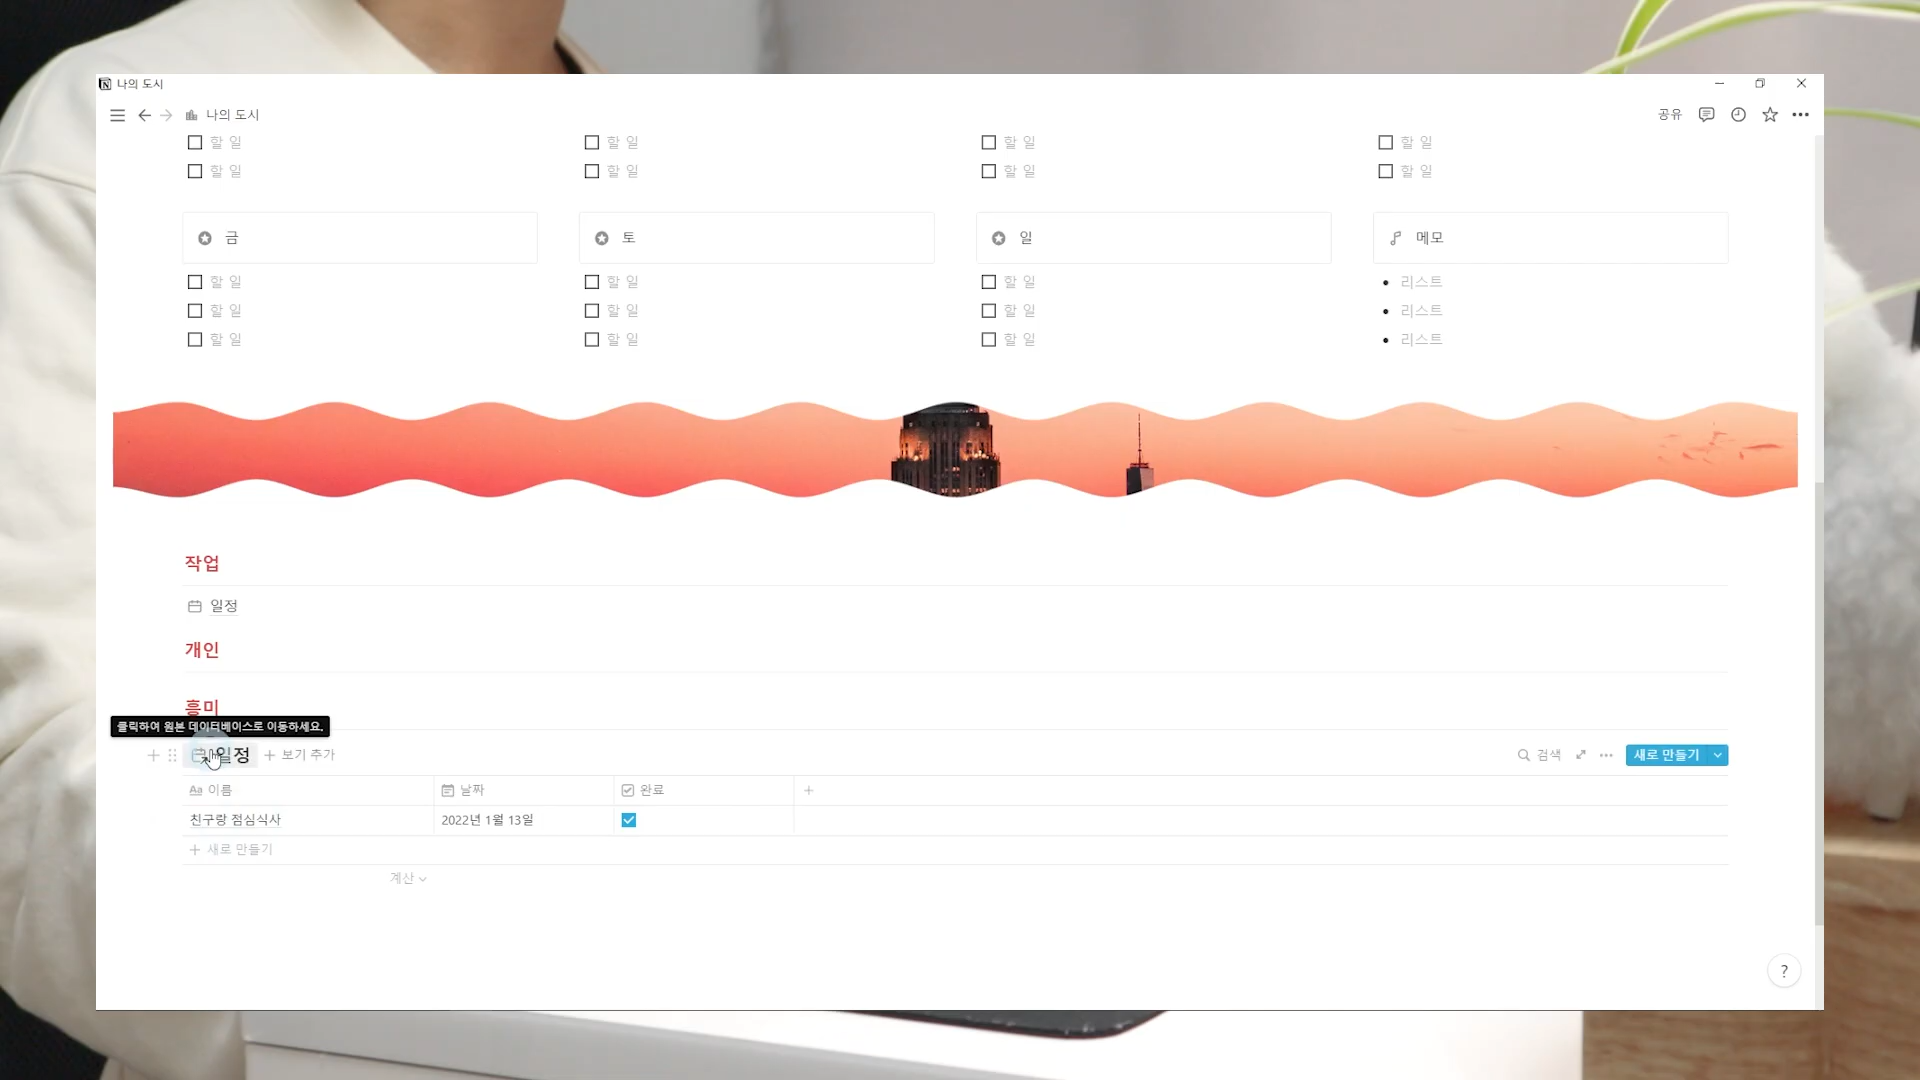 나의 도시
나의 도시
공유
할 일 할 일 할 일 할 일
할 일 할 일 할 일 할 일
금 토 일 메모
할 일 할 일 할 일 리스트
할 일 할 일 할 일 리스트
할 일 할 일 할 일 리스트
작업
일정
개인
흥미
클릭하여 원본 데이터베이스로 이동하세요.
일정 + 보기 추가 검색 새로 만들기
Aa 이름 날짜 완료 +
친구랑 점심식사 2022년 1월 13일
+ 새로 만들기
계산
?